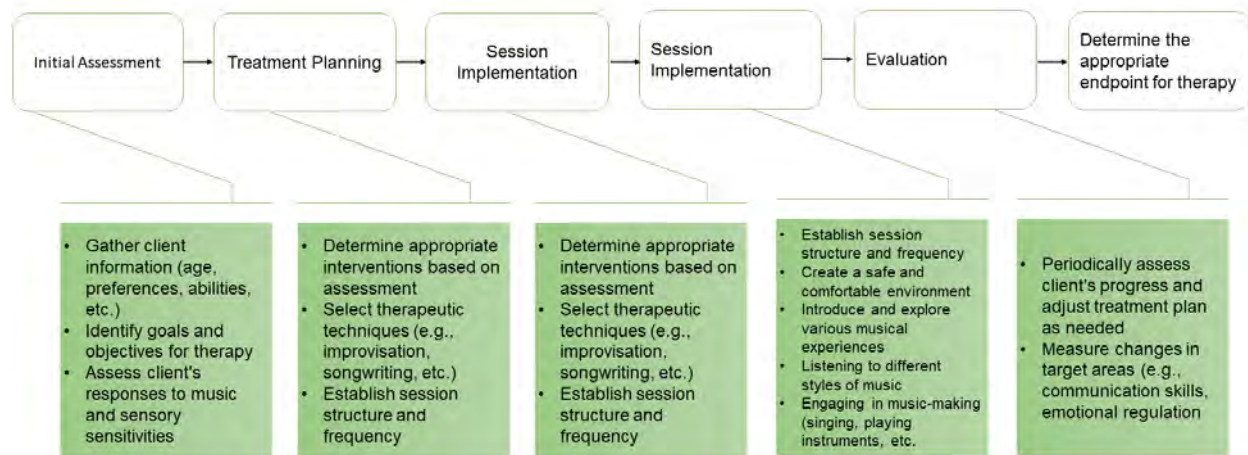 Initial Assessment
Treatment Planning
Session
Implementation
Session
Implementation
Evaluation
Determine the
appropriate
endpoint for therapy
• Gather client
information (age,
preferences, abilities,
etc.)
• Identify goals and
objectives for therapy
• Assess client's
responses to music
and sensory
sensitivities
• Determine appropriate
interventions based on
assessment
• Select therapeutic
techniques (e.g.,
improvisation,
songwriting, etc.)
• Establish session
structure and
frequency
• Determine appropriate
interventions based on
assessment
• Select therapeutic
techniques (e.g.,
improvisation,
songwriting, etc.)
• Establish session
structure and
frequency
• Establish session
structure and frequency
• Create a safe and
comfortable environment
• Introduce and explore
various musical
experiences
• Listening to different
styles of music
• Engaging in music-making
(singing, playing
instruments, etc.
• Periodically assess
client's progress and
adjust treatment plan
as needed
• Measure changes in
target areas (e.g.,
communication skills,
emotional regulation